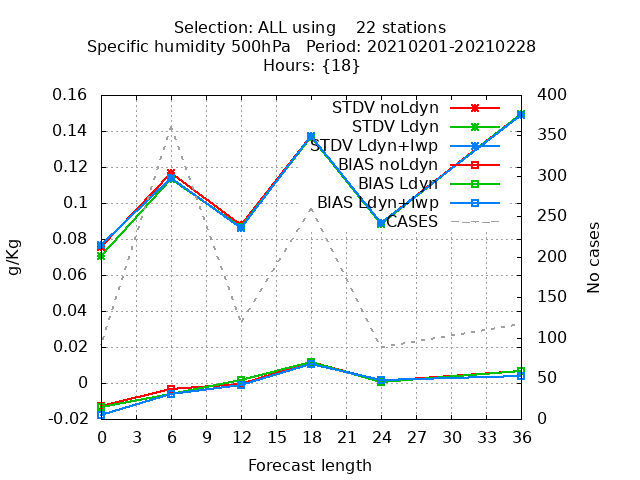 Selection: ALL using 22 stations
Specific humidity 500hPa Period: 20210201-20210228
Hours: {18}
0.16
0.14
0.12
0.1
0.08
0.06
0.04
0.02
0
-0.02
g/Kg
STDV noLdyn
STDV Ldyn
STDV Ldyn+lwp
BIAS noLdyn
BIAS Ldyn
BIAS Ldyn+lwp
CASES
400
350
300
250
200
150
100
50
0
No cases
0 3 6 9 12 15 18 21 24 27 30 33 36
Forecast length